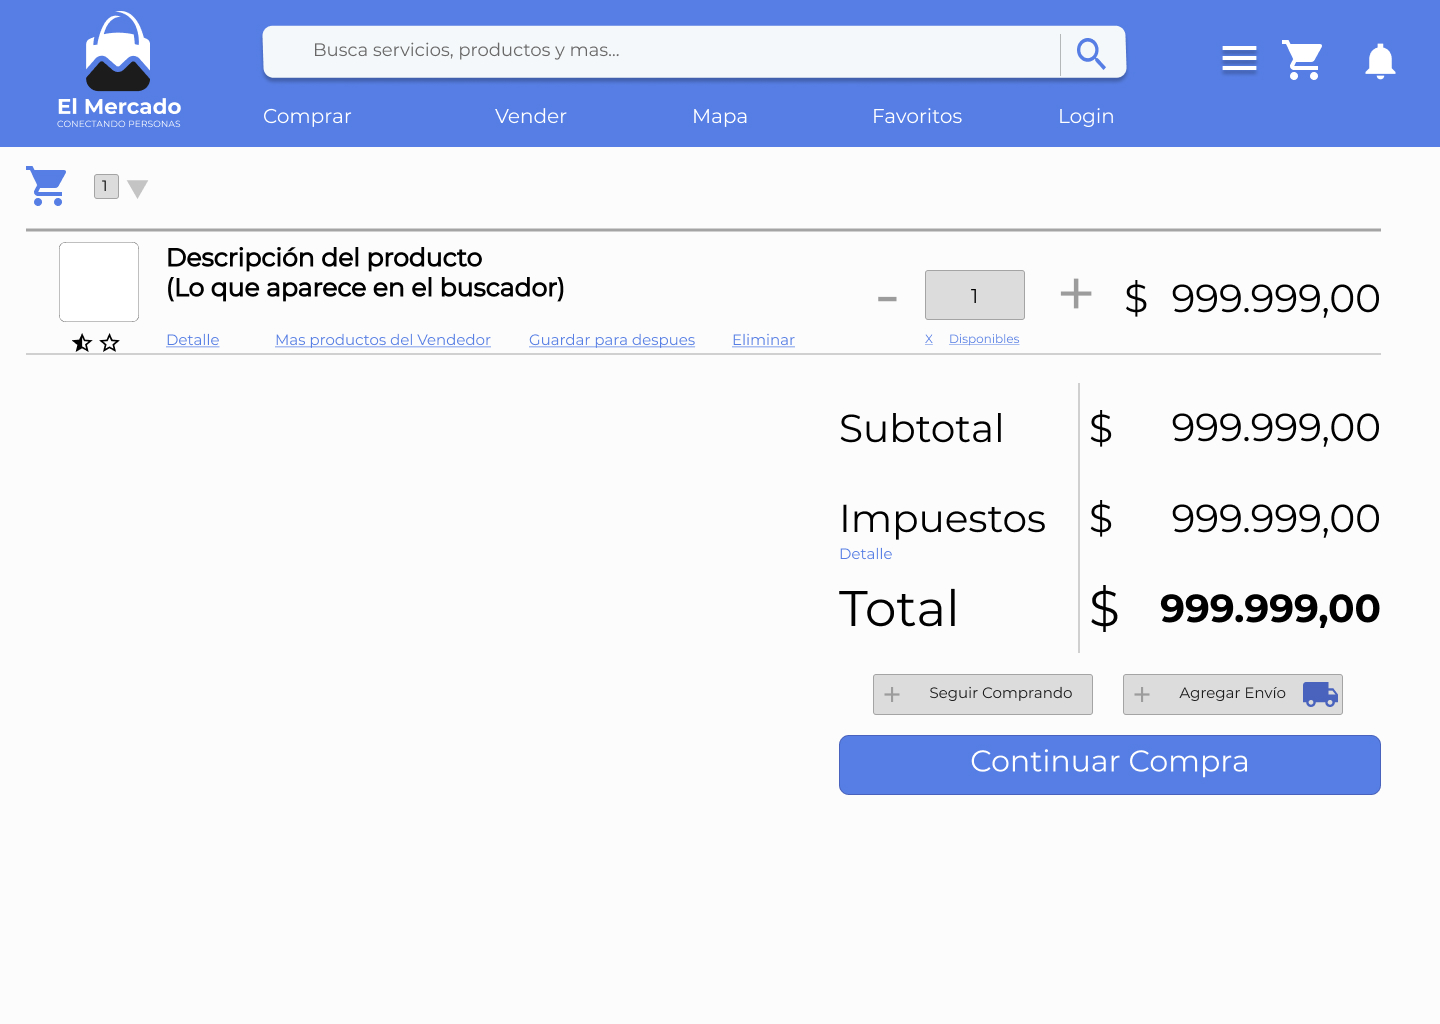 El Mercado
CONECTANDO PERSONAS
Busca servicios, productos y mas...
Comprar
Vender
Mapa
Favoritos
Login
1
Descripción del producto
(Lo que aparece en el buscador)
Detalle
Mas productos del Vendedor
Guardar para despues
Eliminar
-
1
+
X
Disponibles
$ 999.999,00
Subtotal
$ 999.999,00
Impuestos
$ 999.999,00
Detalle
Total
$ 999.999,00
+ Seguir Comprando
+ Agregar Envío
Continuar Compra